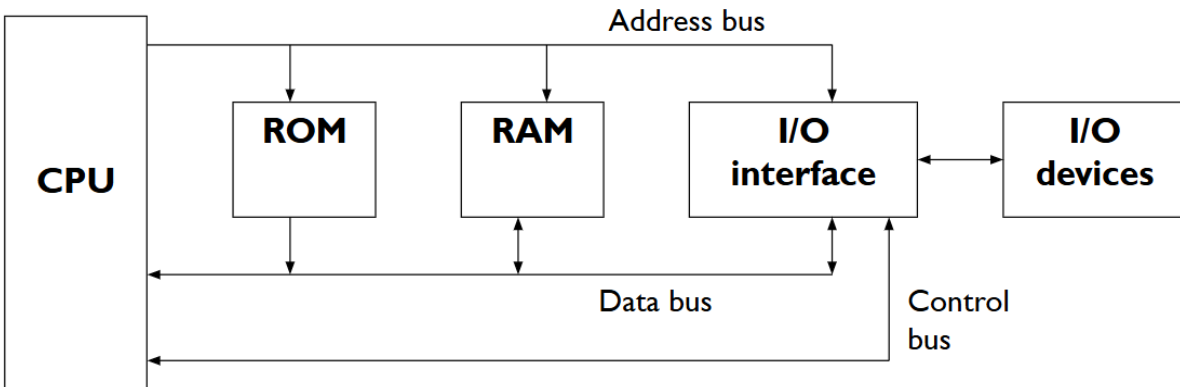 Address bus
CPU
ROM
RAM
I/O
interface
I/O
devices
Data bus
Control
bus